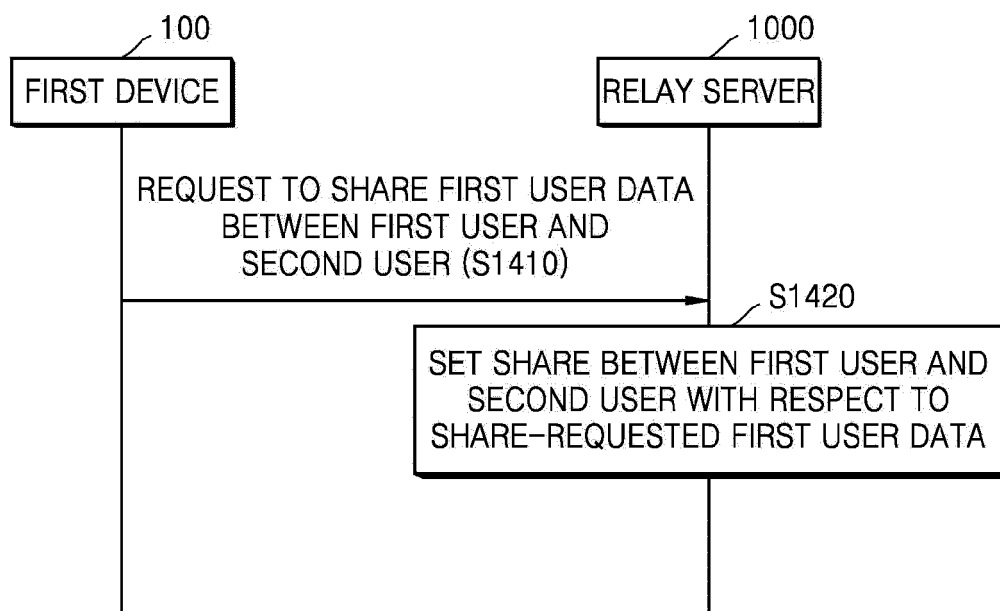 100
1000
FIRST DEVICE
RELAY SERVER
REQUEST TO SHARE FIRST USER DATA
BETWEEN FIRST USER AND
SECOND USER (S1410)
S1420
SET SHARE BETWEEN FIRST USER AND
SECOND USER WITH RESPECT TO
SHARE-REQUESTED FIRST USER DATA